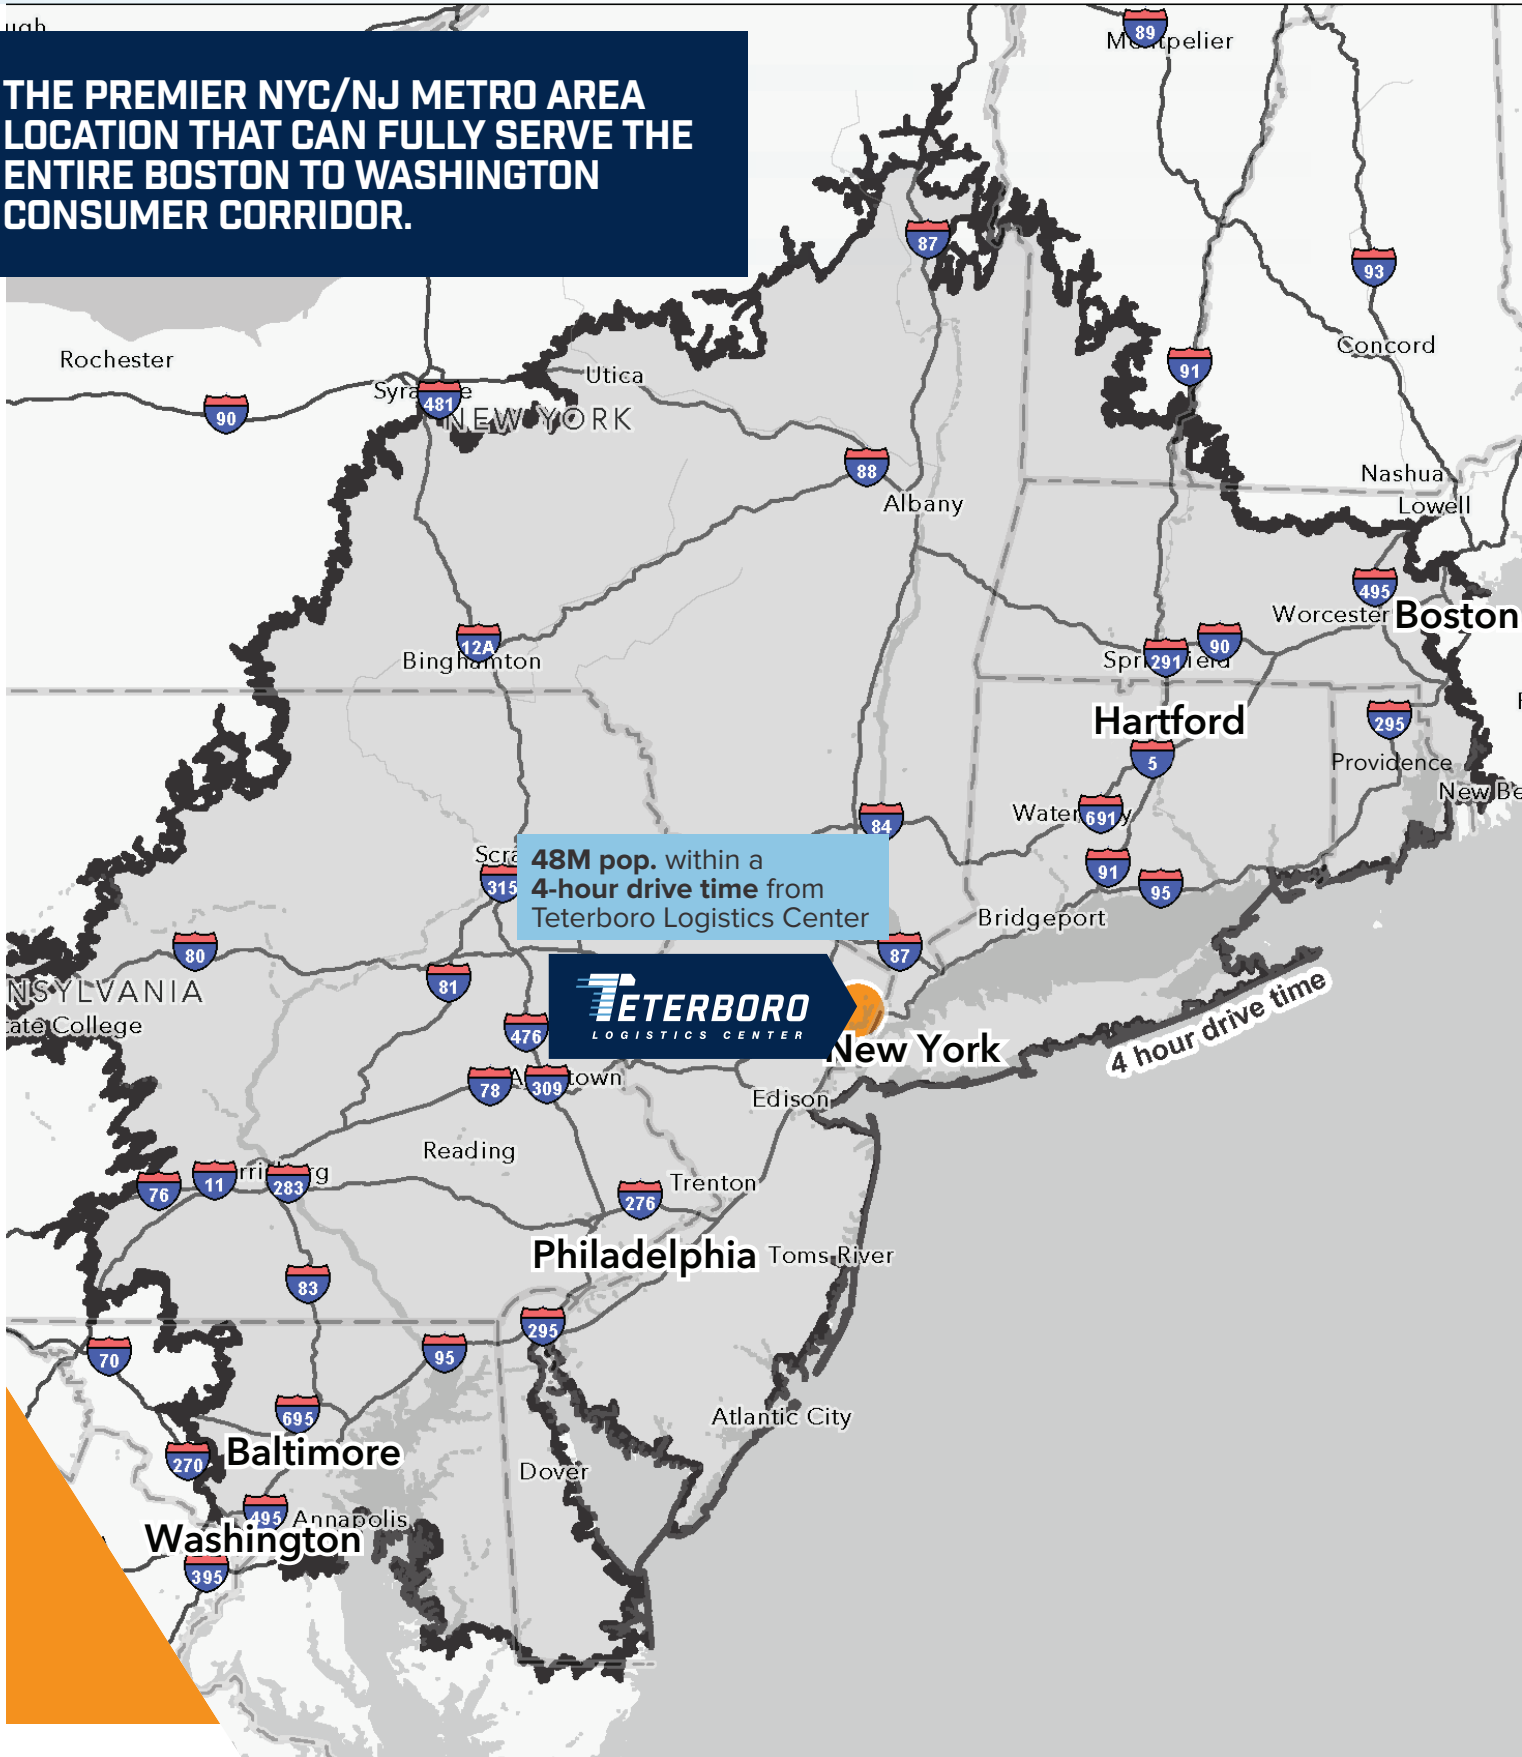 THE PREMIER NYC/NJ METRO AREA
LOCATION THAT CAN FULLY SERVE THE
ENTIRE BOSTON TO WASHINGTON
CONSUMER CORRIDOR.
89
87
93
Concord
Rochester
91
Utica
90
481
NEW YORK
88
Nashua
Albany
Lowell
495
Worcester
Boston
12A
90
Binghamton
291
Hartford
295
5
Providence
691
84
48M pop. within a
4-hour drive time from
Teterboro Logistics Center
315
91
95
Bridgeport
80
87
81
TETERBORO
LOGISTICS CENTER
4 hour drive time
476
New York
78
309
Edison
Reading
76
11
283
276
Trenton
Philadelphia
Toms River
83
295
70
95
695
Atlantic City
Baltimore
270
Dover
495
Annapolis
Washington
395